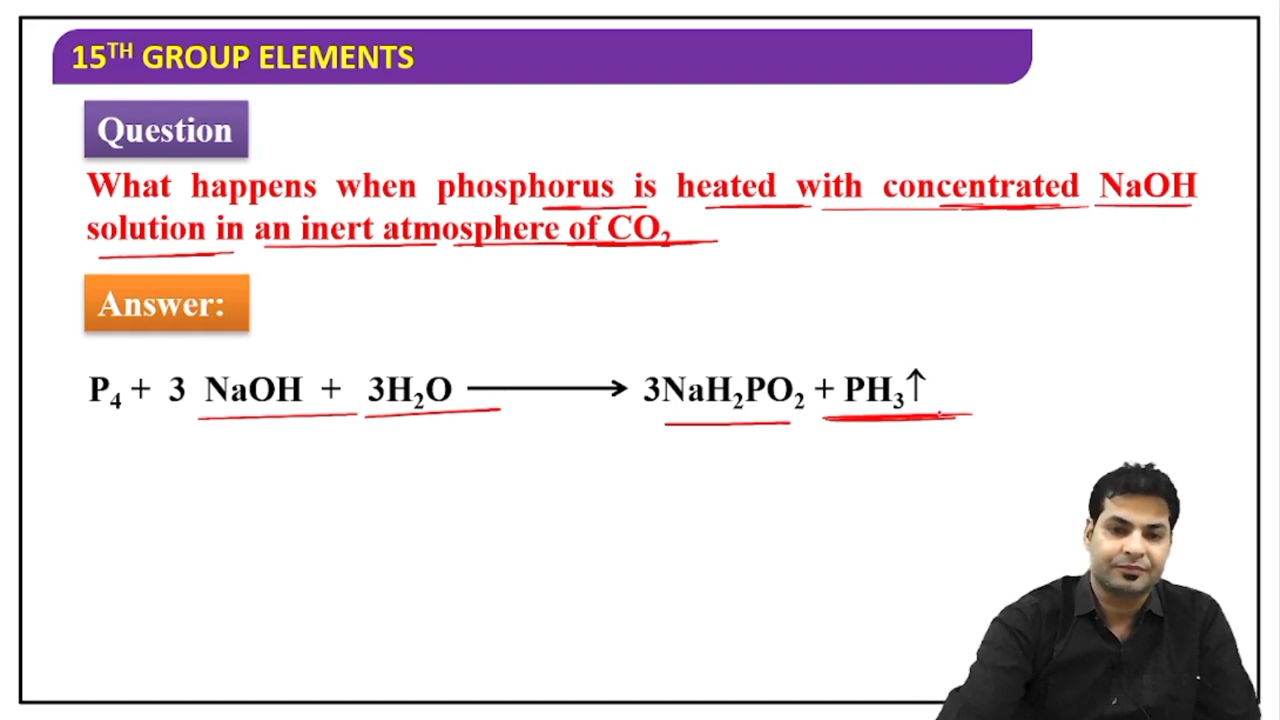 15TH GROUP ELEMENTS
Question
What happens when phosphorus is heated with concentrated NaOH
solution in an inert atmosphere of CO₂
Answer:
P₄ + 3 NaOH + 3H₂O ⟶ 3NaH₂PO₂ + PH₃↑